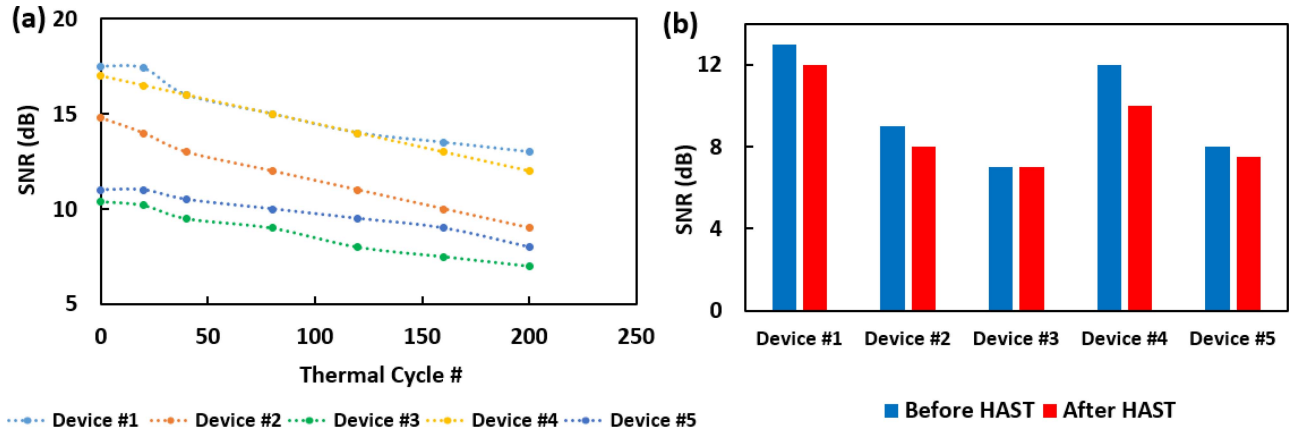 (a)
SNR (dB)
20
15
10
5
0 50 100 150 200 250
Thermal Cycle #
Device #1 Device #2 Device #3 Device #4 Device #5
(b)
SNR (dB)
12
8
4
0
Device #1 Device #2 Device #3 Device #4 Device #5
Before HAST After HAST